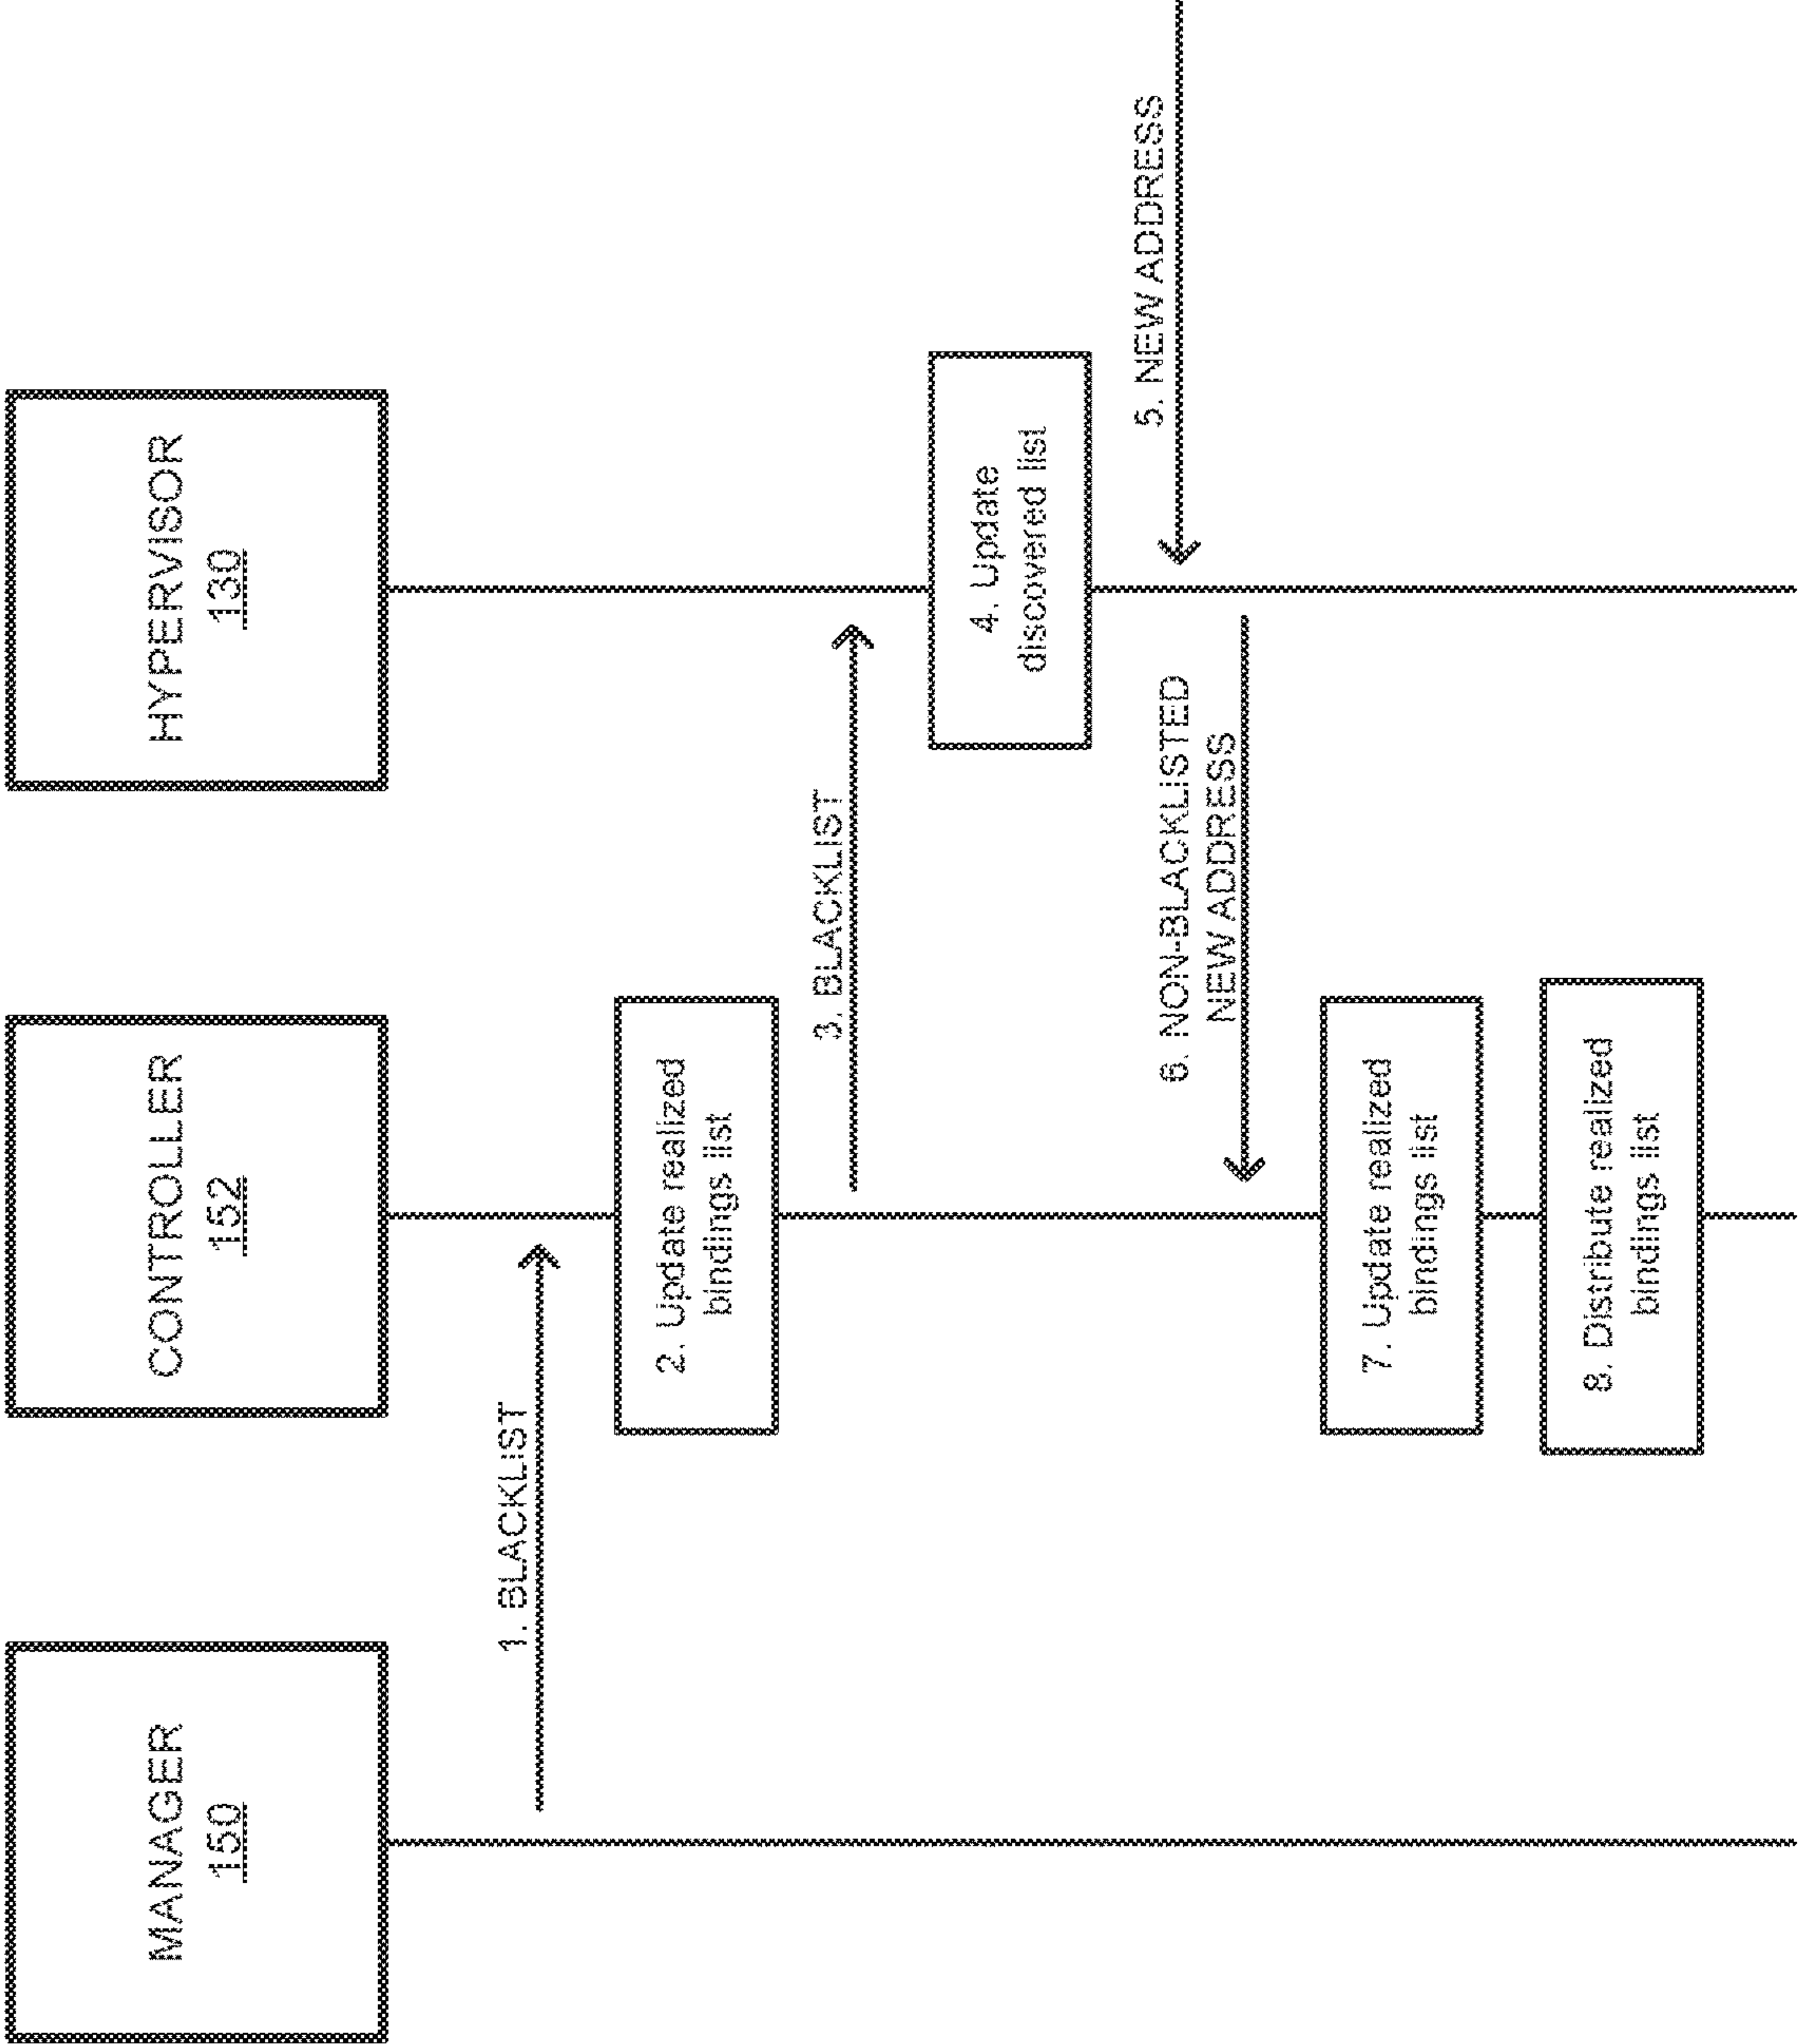 MANAGER
150
CONTROLLER
152
HYPERVISOR
130
1. BLACKLIST
2. Update realized
bindings list
3. BLACKLIST
4. Update
discovered list
5. NEW ADDRESS
6. NON-BLACKLISTED
NEW ADDRESS
7. Update realized
bindings list
8. Distribute realized
bindings list